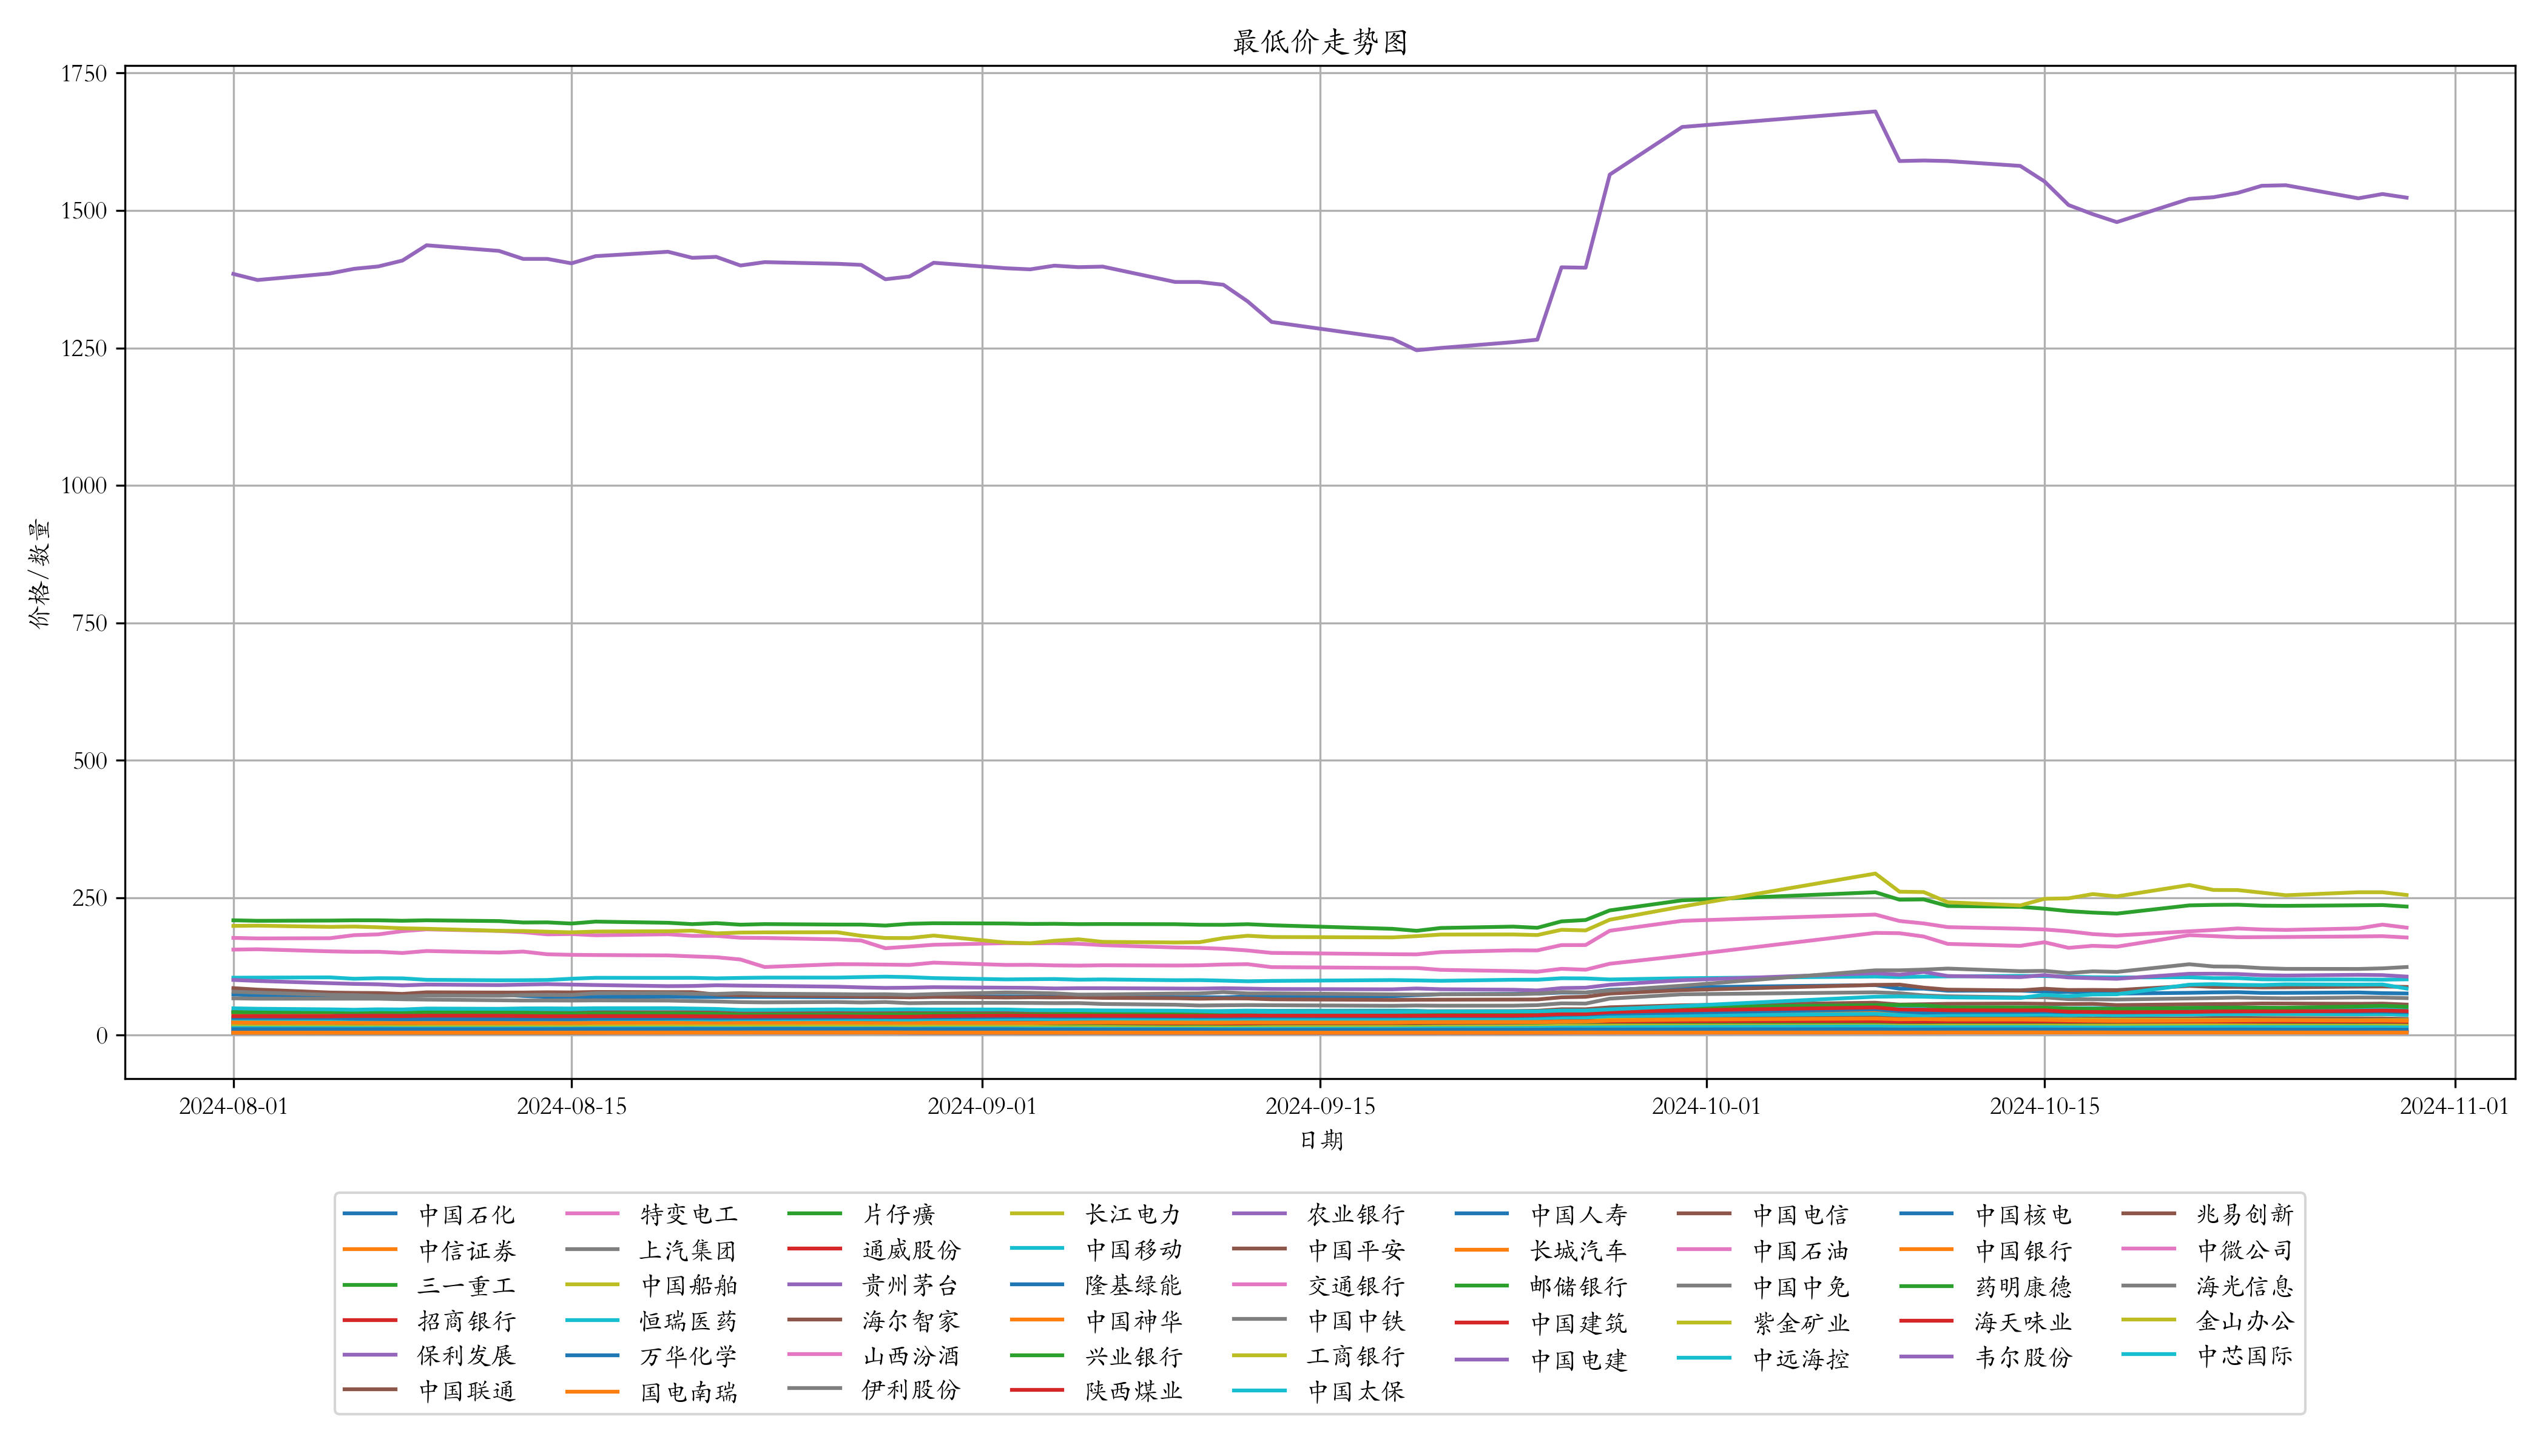 最低价走势图
1750
1500
1250
1000
750
500
250
0
价格/数量
2024-08-01 2024-08-15 2024-09-01 2024-09-15 2024-10-01 2024-10-15 2024-11-01
日期
中国石化 特变电工 片仔癀 长江电力 农业银行 中国人寿 中国电信 中国核电 兆易创新
中信证券 上汽集团 通威股份 中国移动 中国平安 长城汽车 中国石油 中国银行 中微公司
三一重工 中国船舶 贵州茅台 隆基绿能 交通银行 邮储银行 中国中免 药明康德 海光信息
招商银行 恒瑞医药 海尔智家 中国神华 中国中铁 中国建筑 紫金矿业 海天味业 金山办公
保利发展 万华化学 山西汾酒 兴业银行 工商银行 中国电建 中远海控 韦尔股份 中芯国际
中国联通 国电南瑞 伊利股份 陕西煤业 中国太保